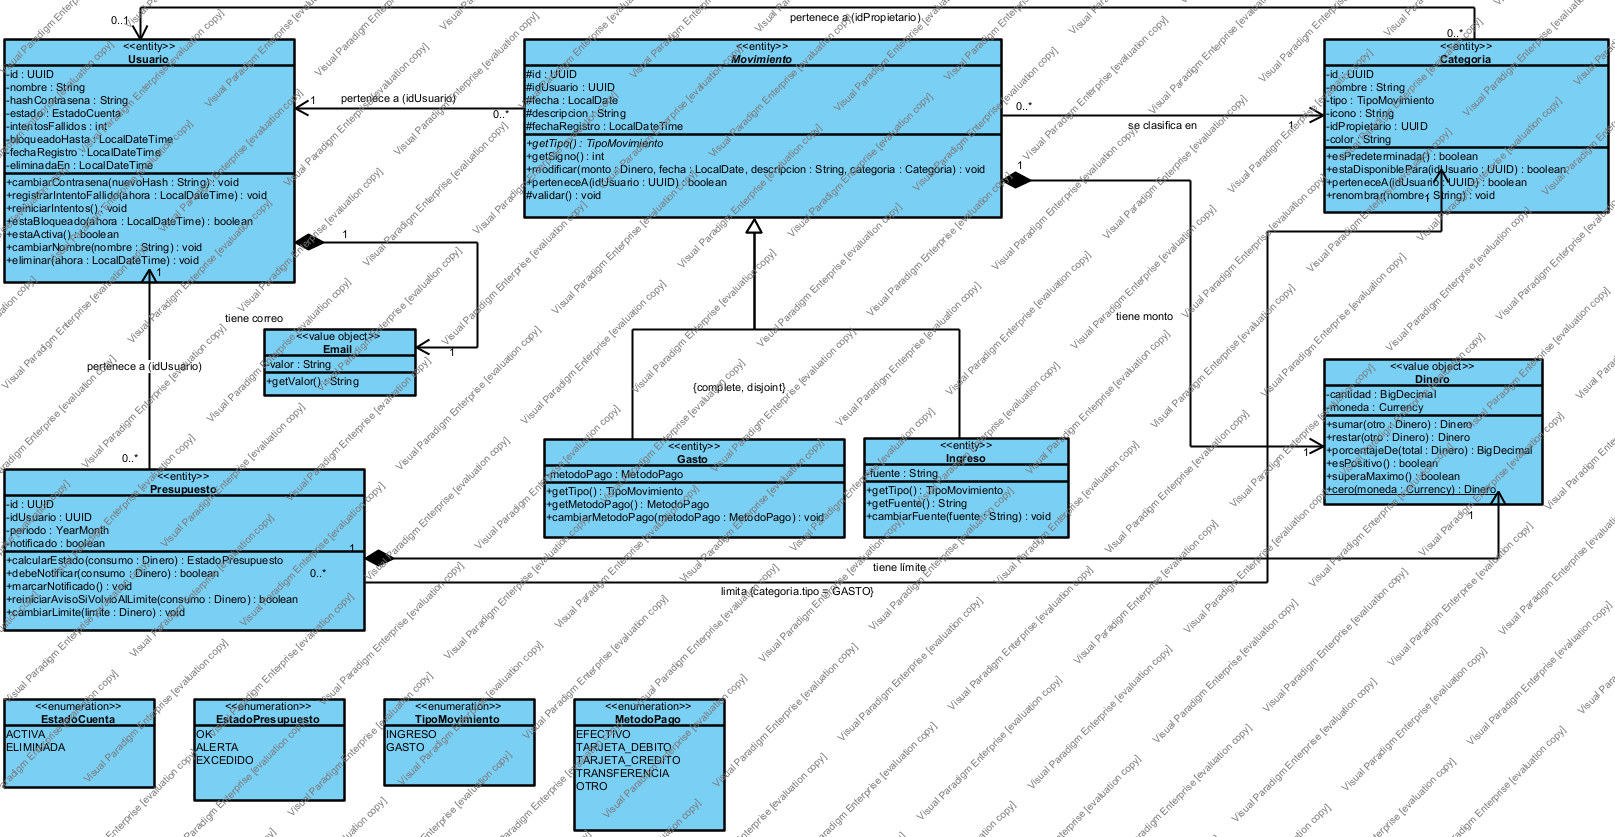 pertenece a (idPropietario)
0..1
0..*
<<entity>>
Usuario
-id : UUID
-nombre : String
-hashContrasena : String
-estado : EstadoCuenta
-intentosFallidos : int
-bloqueadoHasta : LocalDateTime
-fechaRegistro : LocalDateTime
-eliminadaEn : LocalDateTime
+cambiarContrasena(nuevoHash : String) : void
+registrarIntentoFallido(ahora : LocalDateTime) : void
+reiniciarIntentos() : void
+estaBloqueado(ahora : LocalDateTime) : boolean
+estaActiva() : boolean
+cambiarNombre(nombre : String) : void
+eliminar(ahora : LocalDateTime) : void
1
pertenece a (idUsuario)
0..*
<<entity>>
Movimiento
#id : UUID
#idUsuario : UUID
#fecha : LocalDate
#descripcion : String
#fechaRegistro : LocalDateTime
+getTipo() : TipoMovimiento
+getSigno() : int
+modificar(monto : Dinero, fecha : LocalDate, descripcion : String, categoria : Categoria) : void
+perteneceA(idUsuario : UUID) : boolean
#validar() : void
0..*
se clasifica en
1
<<entity>>
Categoria
-id : UUID
-nombre : String
-tipo : TipoMovimiento
-icono : String
-idPropietario : UUID
-color : String
+esPredeterminada() : boolean
+estaDisponiblePara(idUsuario : UUID) : boolean
+perteneceA(idUsuario : UUID) : boolean
+renombrar(nombre : String) : void
1
1
tiene monto
1
1
tiene correo
1
<<value object>>
Email
-valor : String
+getValor() : String
1
pertenece a (idUsuario)
0..*
{complete, disjoint}
<<entity>>
Gasto
-metodoPago : MetodoPago
+getTipo() : TipoMovimiento
+getMetodoPago() : MetodoPago
+cambiarMetodoPago(metodoPago : MetodoPago) : void
<<entity>>
Ingreso
-fuente : String
+getTipo() : TipoMovimiento
+getFuente() : String
+cambiarFuente(fuente : String) : void
<<value object>>
Dinero
-cantidad : BigDecimal
-moneda : Currency
+sumar(otro : Dinero) : Dinero
+restar(otro : Dinero) : Dinero
+porcentajeDe(total : Dinero) : BigDecimal
+esPositivo() : boolean
+superaMaximo() : boolean
+cero(moneda : Currency) : Dinero
1
<<entity>>
Presupuesto
-id : UUID
-idUsuario : UUID
-periodo : YearMonth
-notificado : boolean
+calcularEstado(consumo : Dinero) : EstadoPresupuesto
+debeNotificar(consumo : Dinero) : boolean
+marcarNotificado() : void
+reiniciarAvisoSiVolvioAlLimite(consumo : Dinero) : boolean
+cambiarLimite(limite : Dinero) : void
1
tiene límite
0..*
limita {categoria.tipo = GASTO}
<<enumeration>>
EstadoCuenta
ACTIVA
ELIMINADA
<<enumeration>>
EstadoPresupuesto
OK
ALERTA
EXCEDIDO
<<enumeration>>
TipoMovimiento
INGRESO
GASTO
<<enumeration>>
MetodoPago
EFECTIVO
TARJETA_DEBITO
TARJETA_CREDITO
TRANSFERENCIA
OTRO
Visual Paradigm Enterprise [evaluation copy]